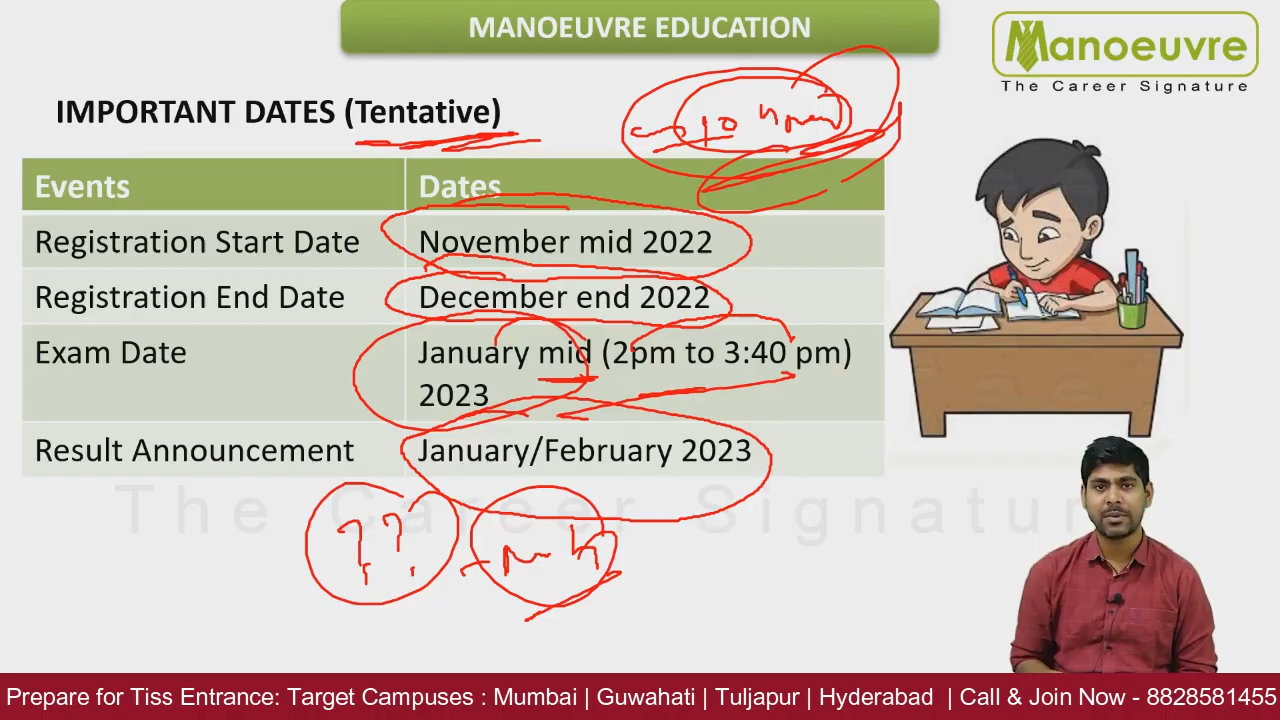 MANOEUVRE EDUCATION
Manoeuvre
The Career Signature
IMPORTANT DATES (Tentative)
10
Events Dates
Registration Start Date November mid 2022
Registration End Date December end 2022
Exam Date January mid (2pm to 3:40 pm)
2023
Result Announcement January/February 2023
The Career Signature
??
Prepare for Tiss Entrance: Target Campuses : Mumbai | Guwahati | Tuljapur | Hyderabad | Call & Join Now - 8828581455